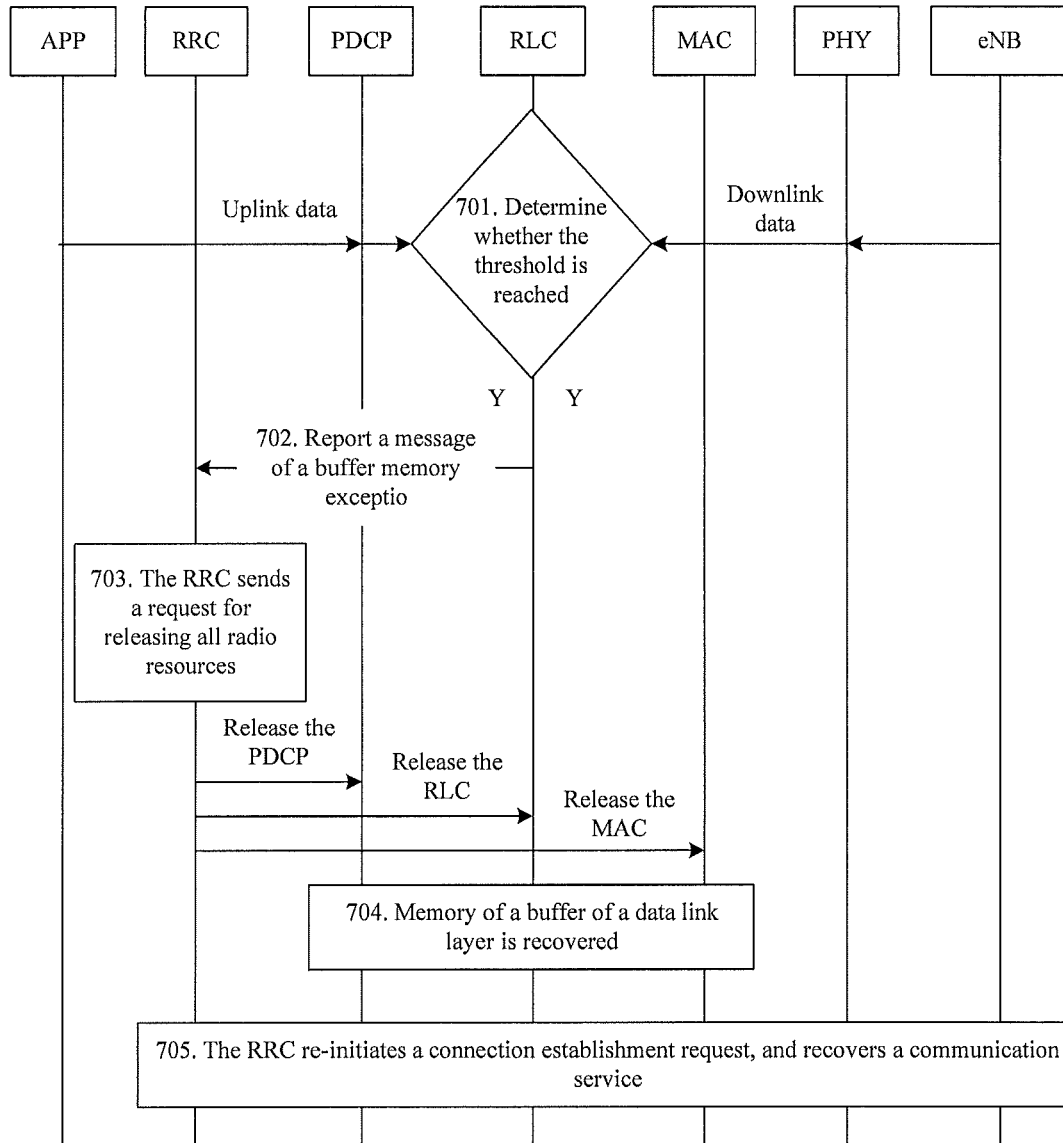 APP RRC PDCP RLC MAC PHY eNB
Uplink data
701. Determine
whether the
threshold is
reached
Downlink
data
Y Y
702. Report a message
of a buffer memory
exceptio
703. The RRC sends
a request for
releasing all radio
resources
Release the
PDCP
Release the
RLC
Release the
MAC
704. Memory of a buffer of a data link
layer is recovered
705. The RRC re-initiates a connection establishment request, and recovers a communication
service